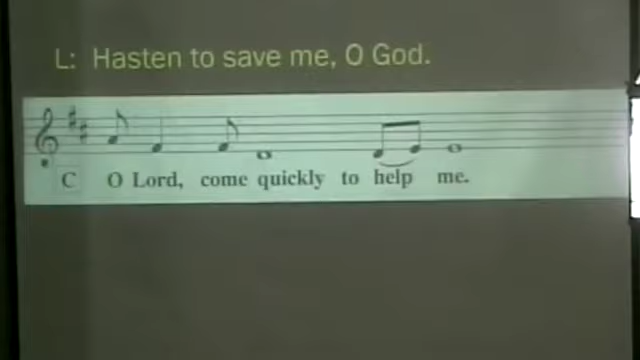 L: Hasten to save me, O God.
C O Lord, come quickly to help me.